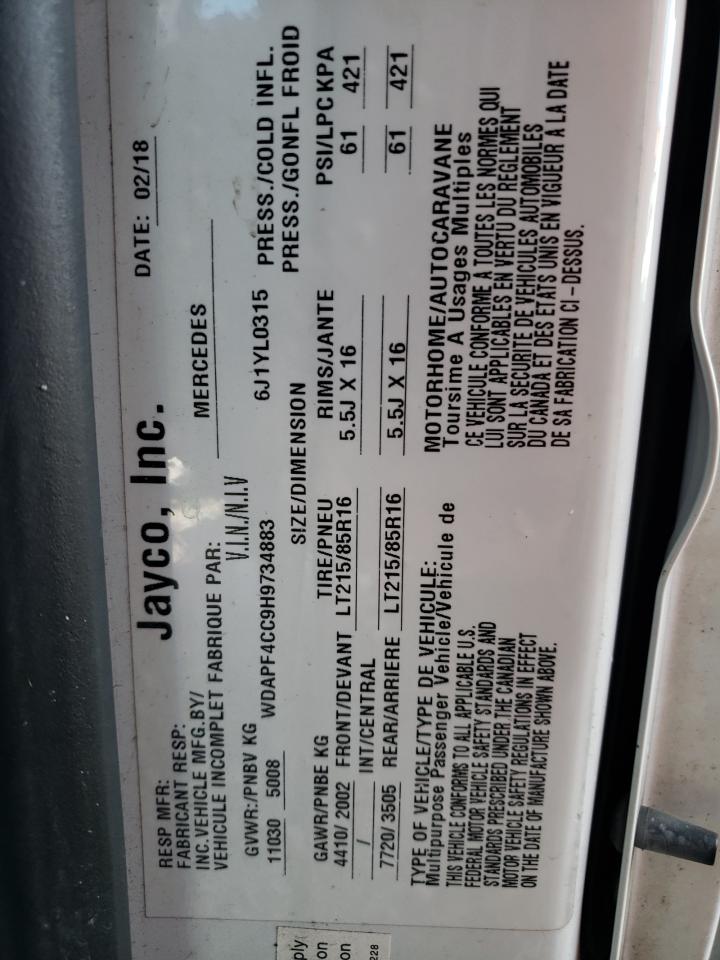 RESP MFR:
FABRICANT RESP: Jayco, Inc. DATE: 02/18
INC. VEHICLE MFG.BY/
VEHICULE INCOMPLET FABRIQUE PAR: MERCEDES
GVWR:/PNBV KG V.I.N./N.I.V
11030 5008 WDAPF4CC9H9734883 6J1YL0315
SIZE/DIMENSION PRESS./COLD INFL.
PRESS./GONFL FROID
GAWR/PNBE KG TIRE/PNEU RIMS/JANTE PSI/LPC KPA
4410/ 2002 FRONT/DEVANT LT215/85R16 5.5J X 16 61 421
/ INT/CENTRAL
7720/ 3505 REAR/ARRIERE LT215/85R16 5.5J X 16 61 421
TYPE OF VEHICLE/TYPE DE VEHICULE: MOTORHOME/AUTOCARAVANE
Multipurpose Passenger Vehicle/Vehicule de Toursime A Usages Multiples
THIS VEHICLE CONFORMS TO ALL APPLICABLE U.S.
FEDERAL MOTOR VEHICLE SAFETY STANDARDS AND
STANDARDS PRESCRIBED UNDER THE CANADIAN
MOTOR VEHICLE SAFETY REGULATIONS IN EFFECT
ON THE DATE OF MANUFACTURE SHOWN ABOVE.
CE VEHICULE CONFORME A TOUTES LES NORMES QUI
LUI SONT APPLICABLES EN VERTU DU REGLEMENT
SUR LA SECURITE DE VEHICULES AUTOMOBILES
DU CANADA ET DES ETATS UNIS EN VIGUEUR A LA DATE
DE SA FABRICATION CI-DESSUS.
ply
on
on
228